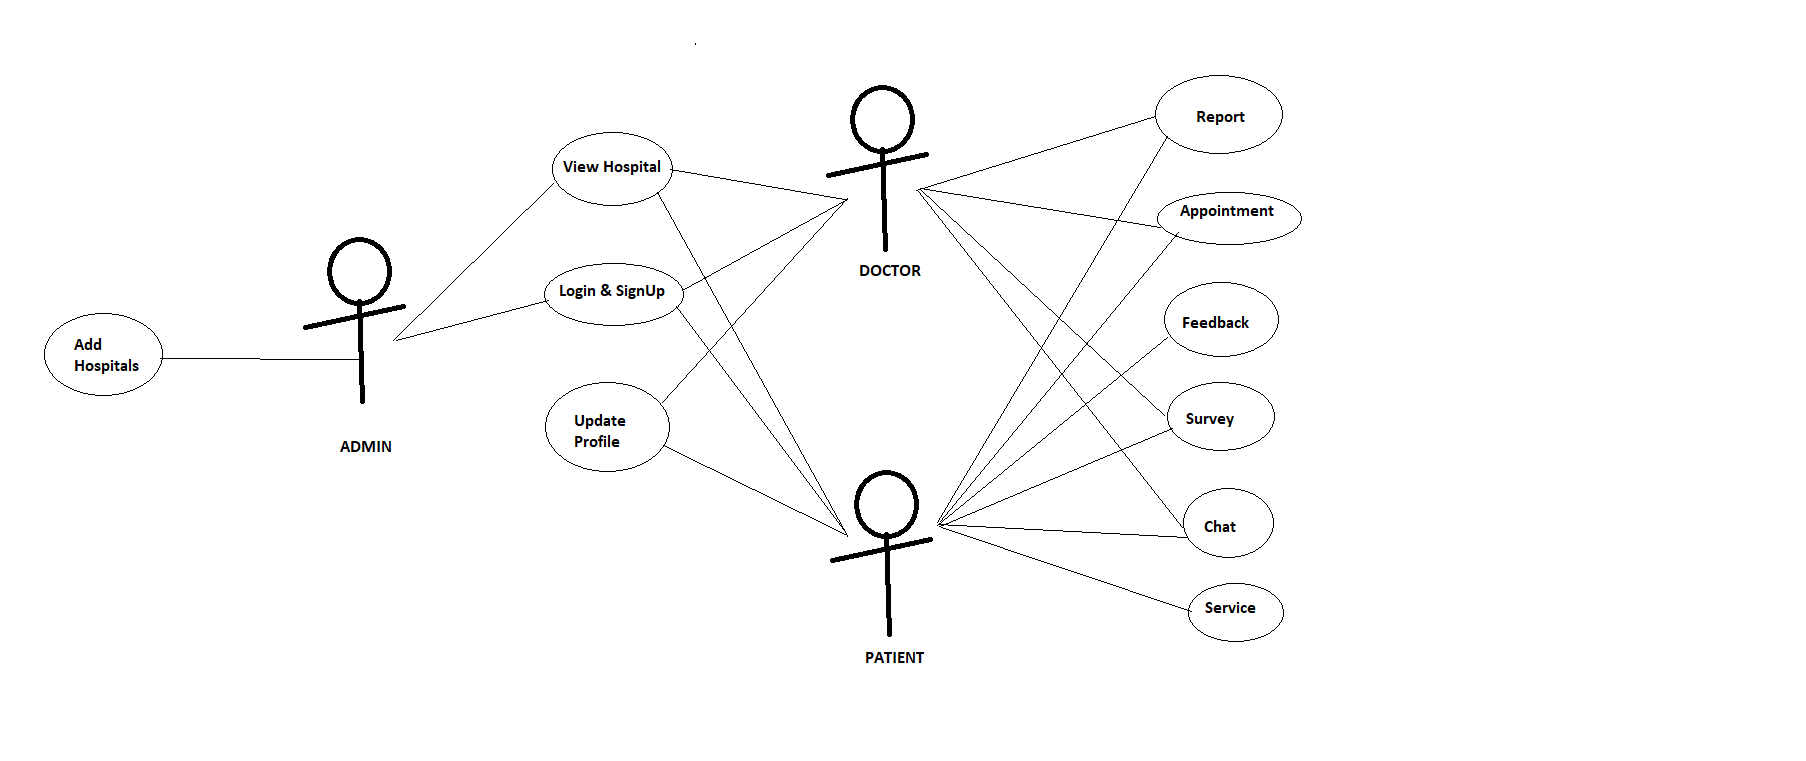 Report
View Hospital
Appointment
DOCTOR
Login & SignUp
Feedback
Add
Hospitals
Update
Profile
Survey
ADMIN
Chat
Service
PATIENT